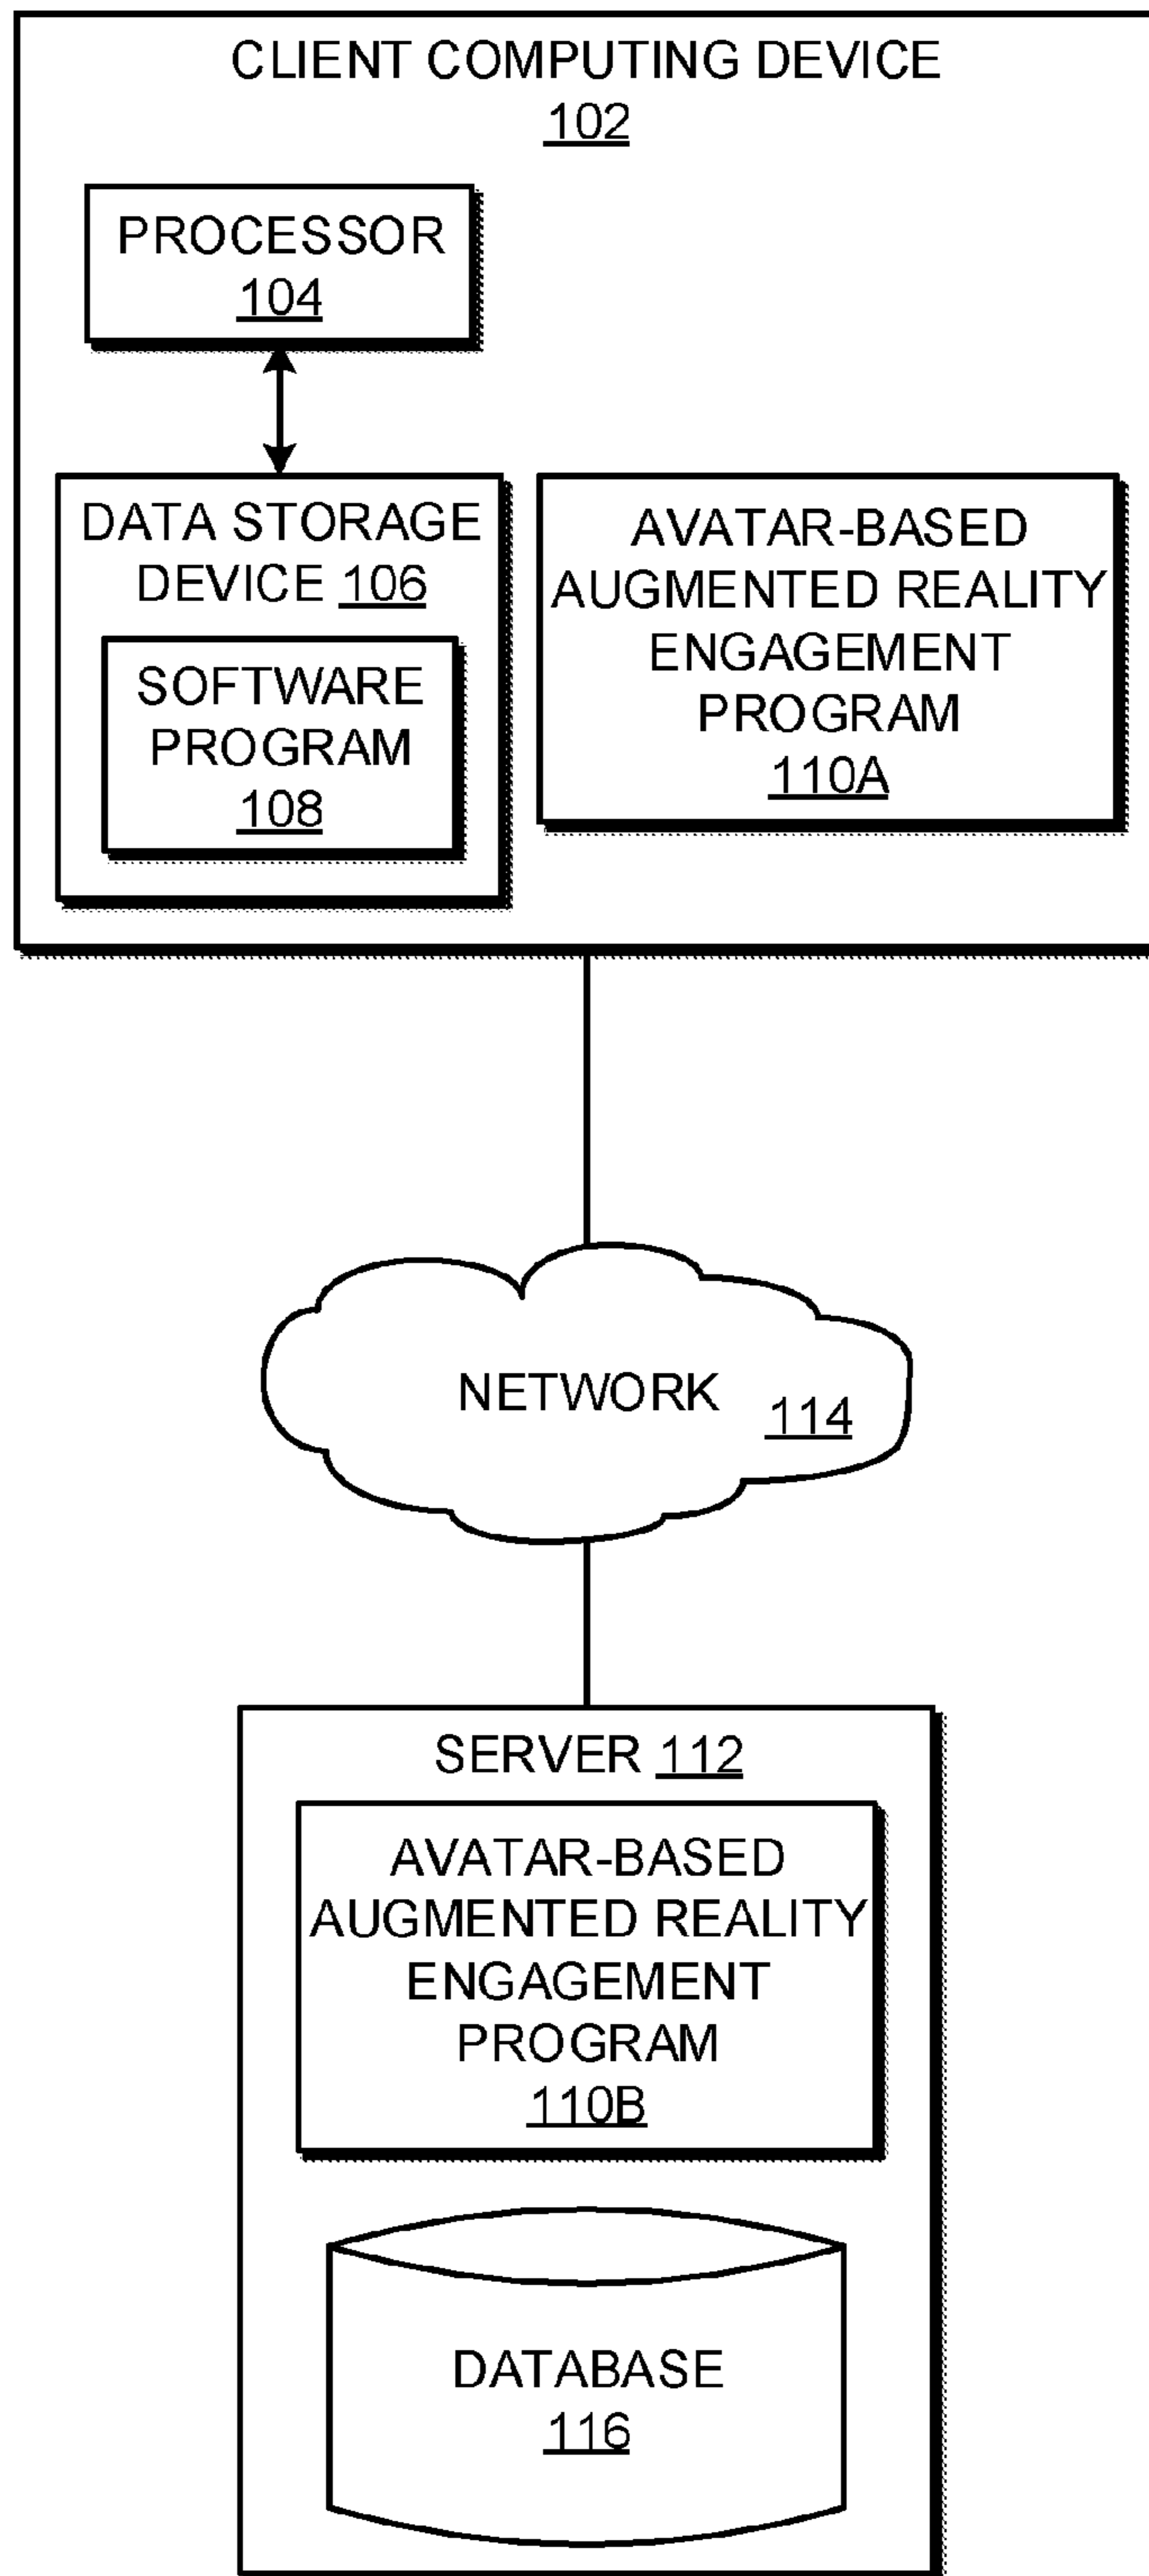 CLIENT COMPUTING DEVICE
102
PROCESSOR
104
DATA STORAGE
DEVICE 106
SOFTWARE
PROGRAM
108
AVATAR-BASED
AUGMENTED REALITY
ENGAGEMENT
PROGRAM
110A
NETWORK
114
SERVER 112
AVATAR-BASED
AUGMENTED REALITY
ENGAGEMENT
PROGRAM
110B
DATABASE
116